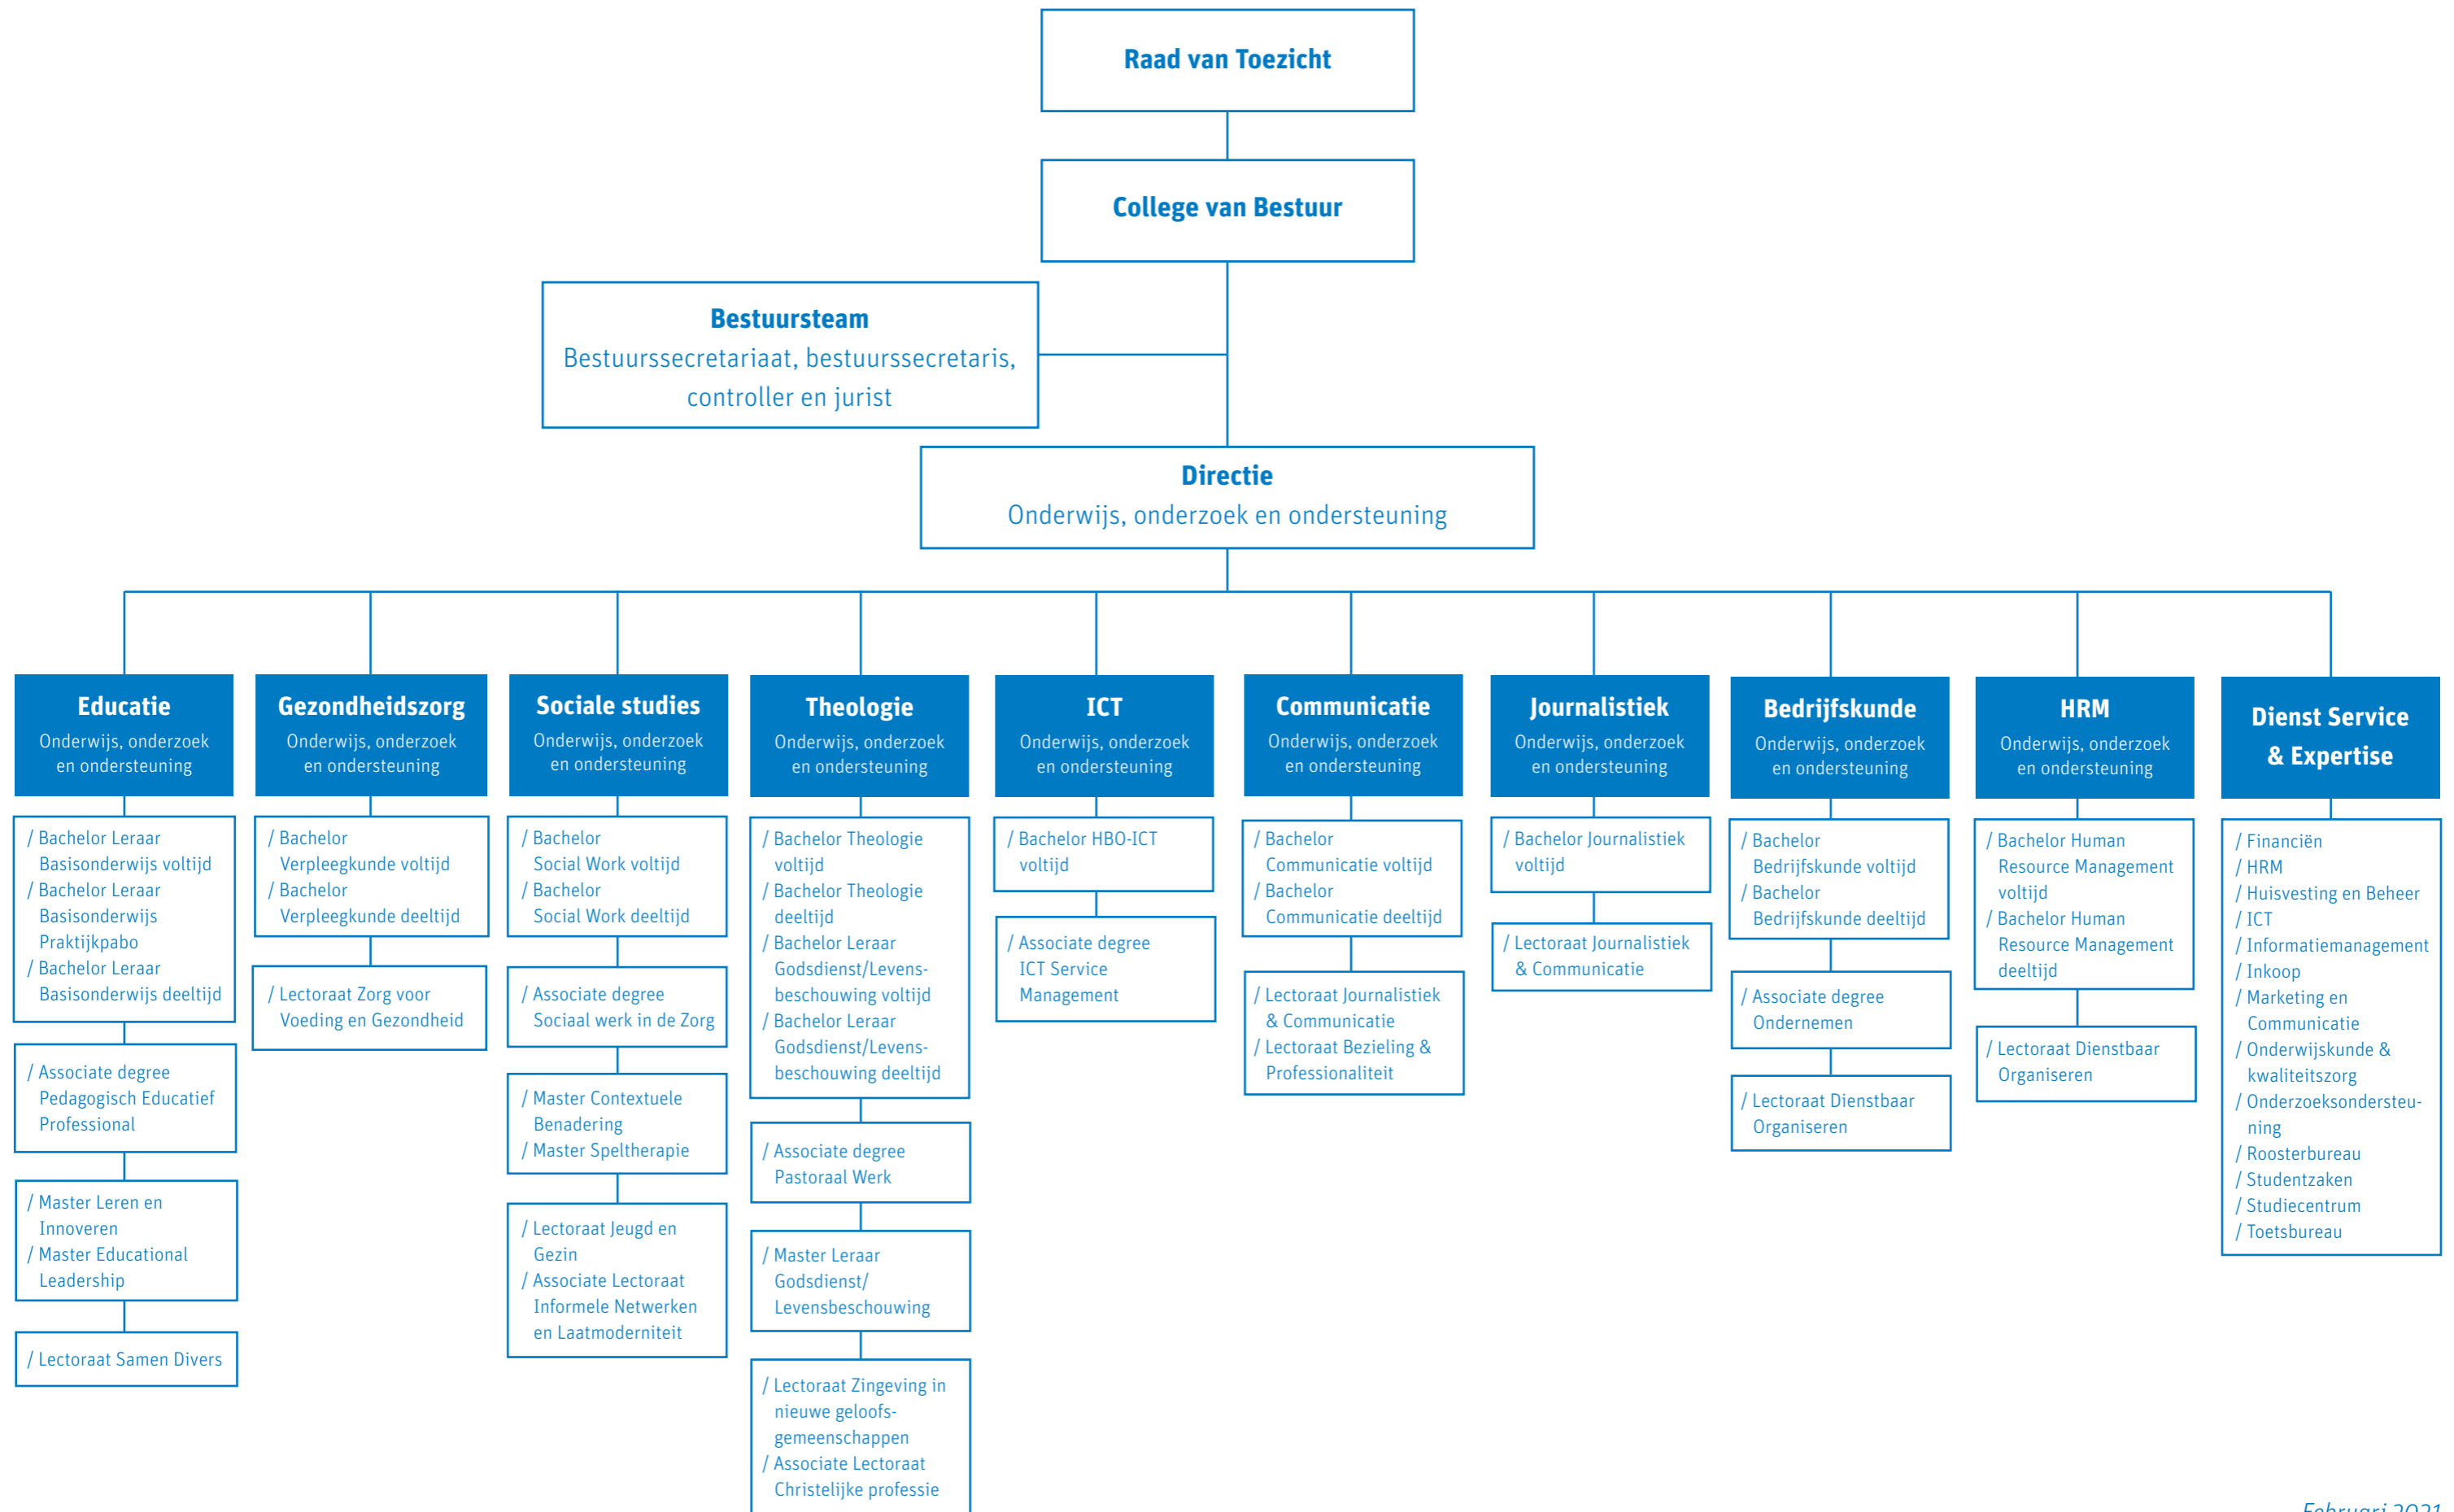 Raad van Toezicht
College van Bestuur
Bestuursteam
Bestuurssecretariaat, bestuurssecretaris,
controller en jurist
Directie
Onderwijs, onderzoek en ondersteuning
Educatie
Onderwijs, onderzoek
en ondersteuning
/ Bachelor Leraar
Basisonderwijs voltijd
/ Bachelor Leraar
Basisonderwijs
Praktijkpabo
/ Bachelor Leraar
Basisonderwijs deeltijd
/ Associate degree
Pedagogisch Educatief
Professional
/ Master Leren en
Innoveren
/ Master Educational
Leadership
/ Lectoraat Samen Divers
Gezondheidszorg
Onderwijs, onderzoek
en ondersteuning
/ Bachelor
Verpleegkunde voltijd
/ Bachelor
Verpleegkunde deeltijd
/ Lectoraat Zorg voor
Voeding en Gezondheid
Sociale studies
Onderwijs, onderzoek
en ondersteuning
/ Bachelor
Social Work voltijd
/ Bachelor
Social Work deeltijd
/ Associate degree
Sociaal werk in de Zorg
/ Master Contextuele
Benadering
/ Master Speltherapie
/ Lectoraat Jeugd en
Gezin
/ Associate Lectoraat
Informele Netwerken
en Laatmoderniteit
Theologie
Onderwijs, onderzoek
en ondersteuning
/ Bachelor Theologie
voltijd
/ Bachelor Theologie
deeltijd
/ Bachelor Leraar
Godsdienst/Levens-
beschouwing voltijd
/ Bachelor Leraar
Godsdienst/Levens-
beschouwing deeltijd
/ Associate degree
Pastoraal Werk
/ Master Leraar
Godsdienst/
Levensbeschouwing
/ Lectoraat Zingeving in
nieuwe geloofs-
gemeenschappen
/ Associate Lectoraat
Christelijke professie
ICT
Onderwijs, onderzoek
en ondersteuning
/ Bachelor HBO-ICT
voltijd
/ Associate degree
ICT Service
Management
Communicatie
Onderwijs, onderzoek
en ondersteuning
/ Bachelor
Communicatie voltijd
/ Bachelor
Communicatie deeltijd
/ Lectoraat Journalistiek
& Communicatie
/ Lectoraat Bezieling &
Professionaliteit
Journalistiek
Onderwijs, onderzoek
en ondersteuning
/ Bachelor Journalistiek
voltijd
/ Lectoraat Journalistiek
& Communicatie
Bedrijfskunde
Onderwijs, onderzoek
en ondersteuning
/ Bachelor
Bedrijfskunde voltijd
/ Bachelor
Bedrijfskunde deeltijd
/ Associate degree
Ondernemen
/ Lectoraat Dienstbaar
Organiseren
HRM
Onderwijs, onderzoek
en ondersteuning
/ Bachelor Human
Resource Management
voltijd
/ Bachelor Human
Resource Management
deeltijd
/ Lectoraat Dienstbaar
Organiseren
Dienst Service
& Expertise
/ Financiën
/ HRM
/ Huisvesting en Beheer
/ ICT
/ Informatiemanagement
/ Inkoop
/ Marketing en
Communicatie
/ Onderwijskunde &
kwaliteitszorg
/ Onderzoeksondersteu-
ning
/ Roosterbureau
/ Studentzaken
/ Studiecentrum
/ Toetsbureau
Februari 2021